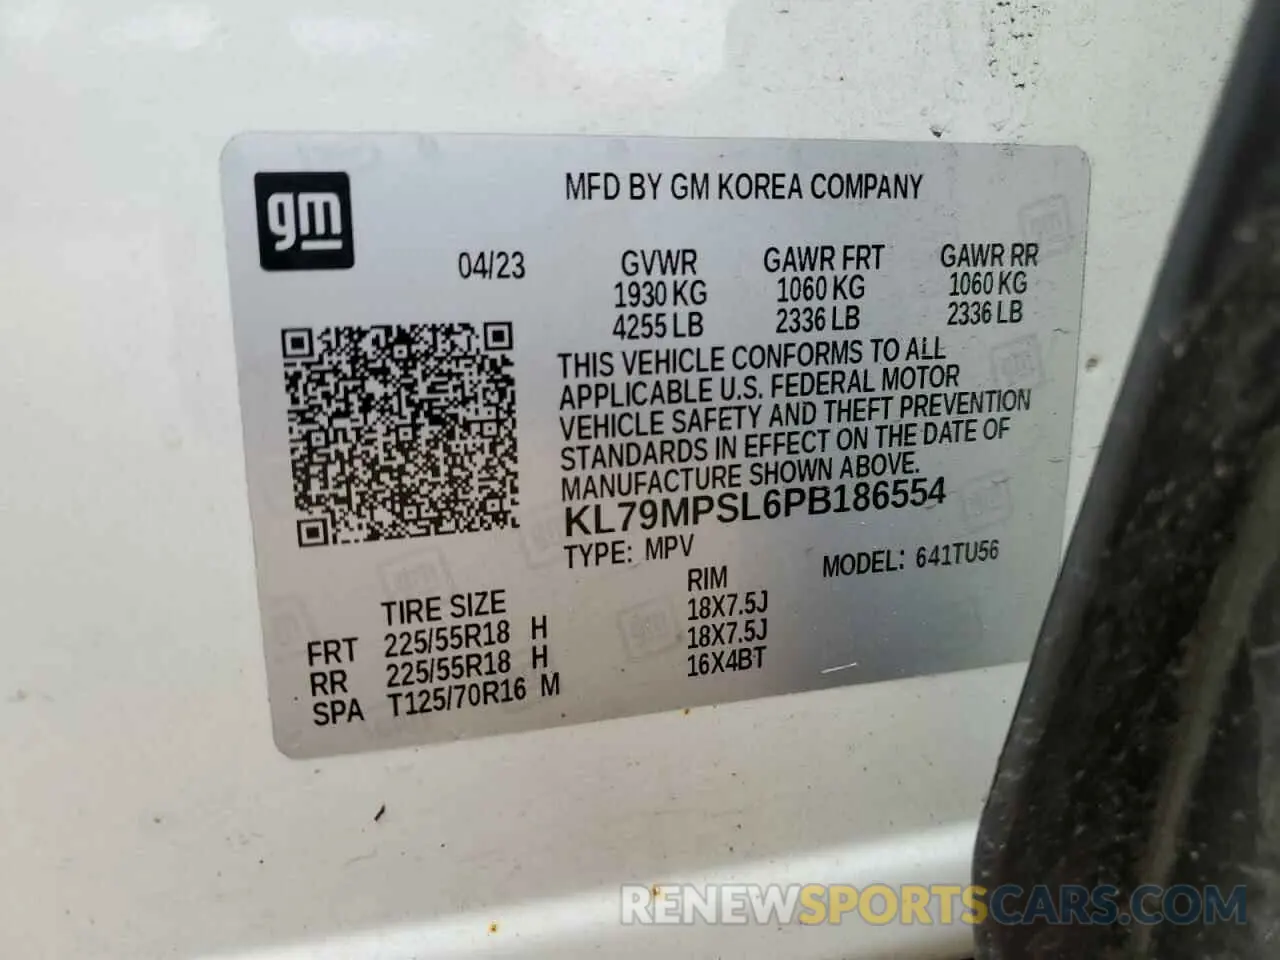 gm
MFD BY GM KOREA COMPANY
04/23
GVWR GAWR FRT GAWR RR
1930 KG 1060 KG 1060 KG
4255 LB 2336 LB 2336 LB
THIS VEHICLE CONFORMS TO ALL
APPLICABLE U.S. FEDERAL MOTOR
VEHICLE SAFETY AND THEFT PREVENTION
STANDARDS IN EFFECT ON THE DATE OF
MANUFACTURE SHOWN ABOVE.
KL79MPSL6PB186554
TYPE: MPV MODEL: 641TU56
TIRE SIZE RIM
FRT 225/55R18 H 18X7.5J
RR 225/55R18 H 18X7.5J
SPA T125/70R16 M 16X4BT
RENEWSPORTSCARS.COM